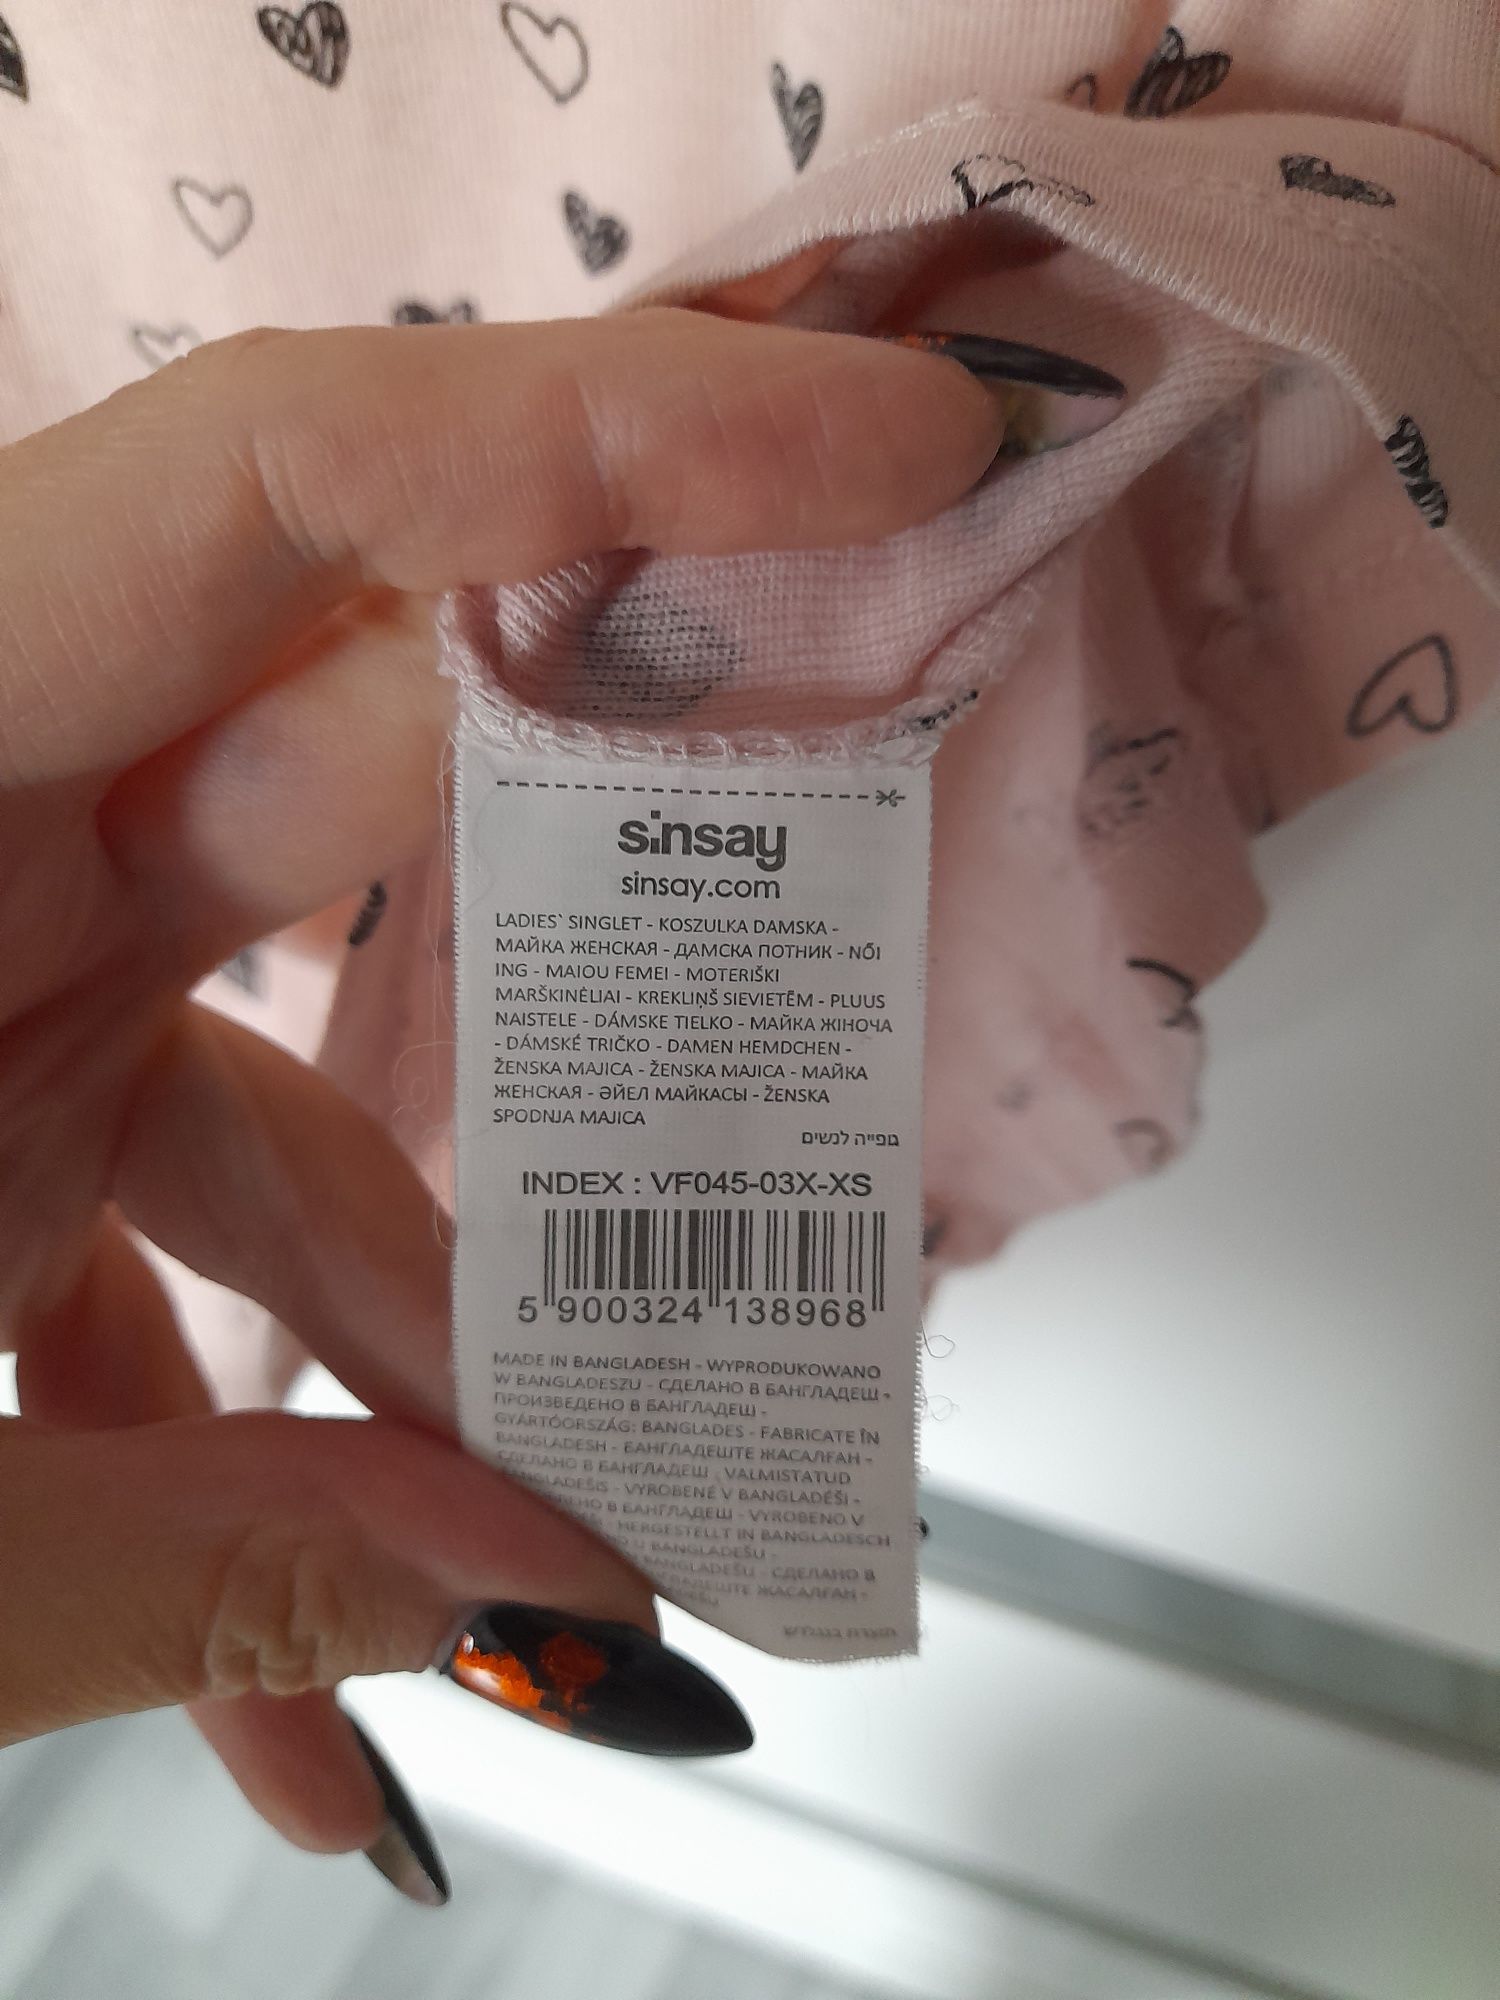 sinsay
sinsay.com
LADIES` SINGLET - KOSZULKA DAMSKA -
МАЙКА ЖЕНСКАЯ - ДАМСКА ПОТНИК - NŐI
ING - MAIOU FEMEI - MOTERIŠKI
MARŠKINĖLIAI - KREKLIŅŠ SIEVIETĒM - PLUUS
NAISTELE - DÁMSKE TIELKO - МАЙКА ЖІНОЧА
- DÁMSKÉ TRIČKO - DAMEN HEMDCHEN -
ŽENSKA MAJICA - ŽENSKA MAJICA - МАЙКА
ЖЕНСКАЯ - ӘЙЕЛ МАЙКАСЫ - ŽENSKA
SPODNJA MAJICA
גופייה לנשים
INDEX : VF045-03X-XS
5 900324 138968
MADE IN BANGLADESH - WYPRODUKOWANO
W BANGLADESZU - СДЕЛАНО В БАНГЛАДЕШ -
ПРОИЗВЕДЕНО В БАНГЛАДЕШ -
GYÁRTÓORSZÁG: BANGLADES - FABRICATE ÎN
BANGLADESH - БАНГЛАДЕШТЕ ЖАСАЛҒАН -
СДЕЛАНО В БАНГЛАДЕШ , VALMISTATUD
- VYROBENÉ V BANGLADÉŠI -
В БАНГЛАДЕШ - VYROBENO V
- HERGESTELLT IN BANGLADESCH
U BANGLADEŠU -
BANGLADEŠU - СДЕЛАНО В
ЖАСАЛҒАН -